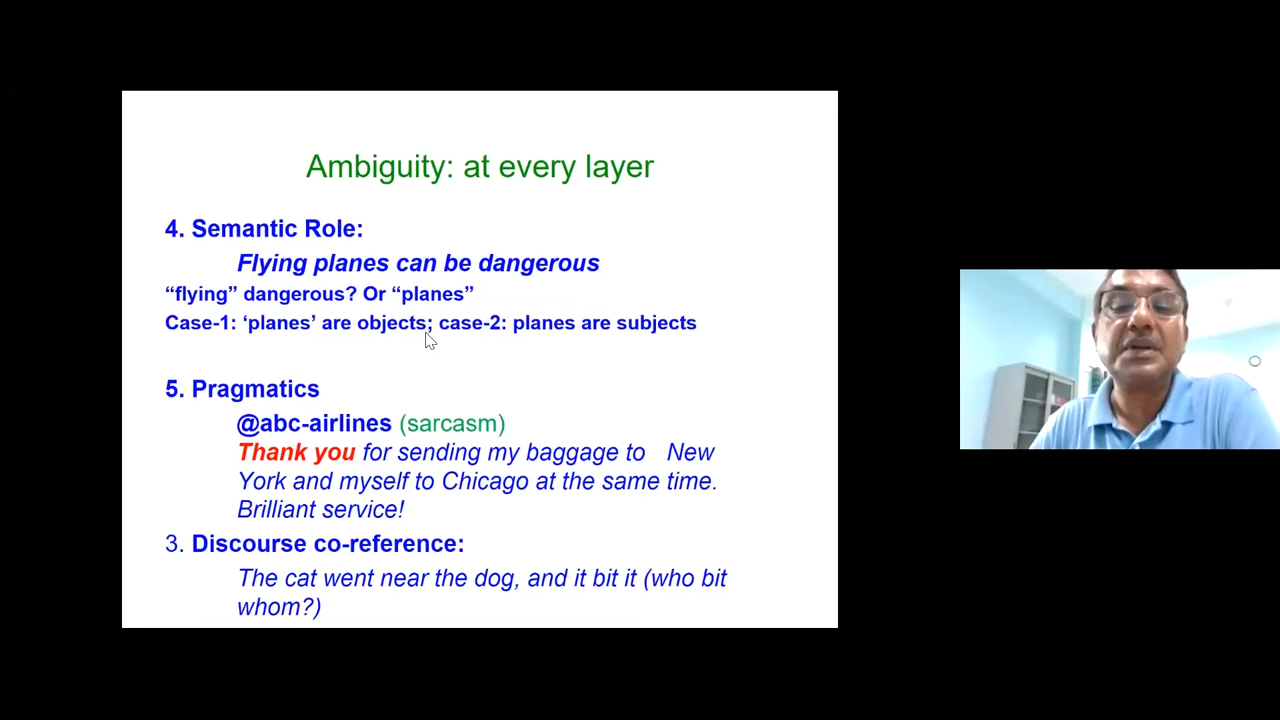 Ambiguity: at every layer
4. Semantic Role:
Flying planes can be dangerous
“flying” dangerous? Or “planes”
Case-1: ‘planes’ are objects; case-2: planes are subjects
5. Pragmatics
@abc-airlines (sarcasm)
Thank you for sending my baggage to New
York and myself to Chicago at the same time.
Brilliant service!
3. Discourse co-reference:
The cat went near the dog, and it bit it (who bit
whom?)